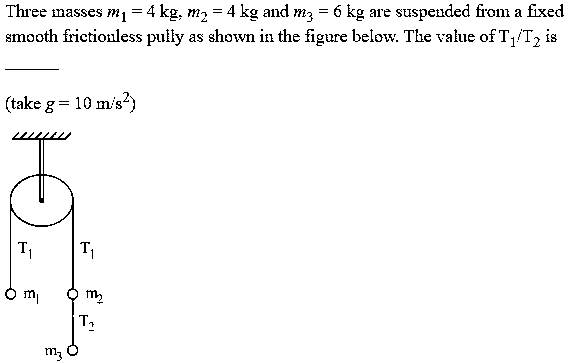 Three masses m₁ = 4 kg, m₂ = 4 kg and m₃ = 6 kg are suspended from a fixed
smooth frictionless pully as shown in the figure below. The value of T₁/T₂ is
______
(take g = 10 m/s²)
T₁ T₁
m₁ m₂
T₂
m₃